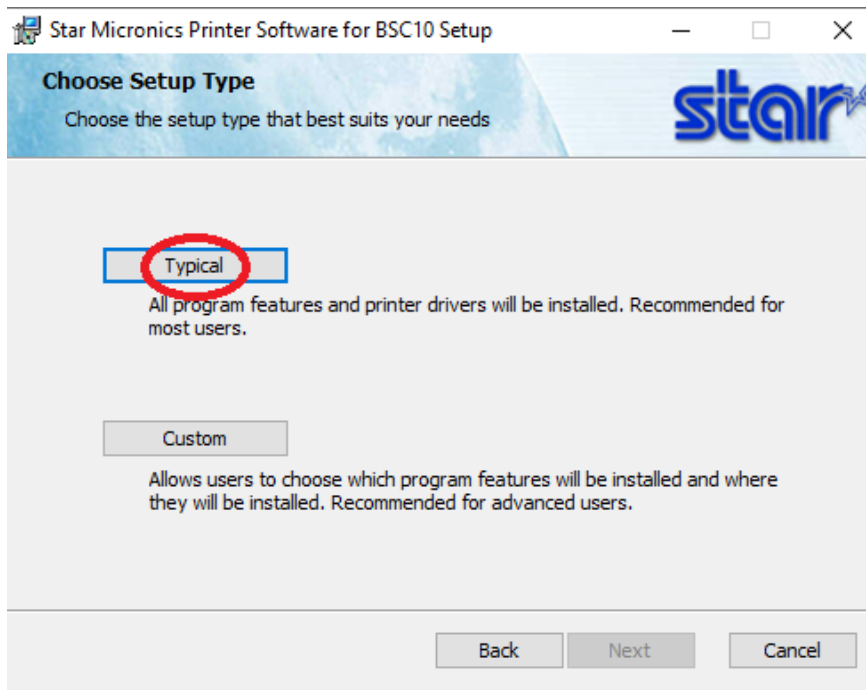 Star Micronics Printer Software for BSC10 Setup
Choose Setup Type
Choose the setup type that best suits your needs
star
Typical
All program features and printer drivers will be installed. Recommended for
most users.
Custom
Allows users to choose which program features will be installed and where
they will be installed. Recommended for advanced users.
Back
Next
Cancel